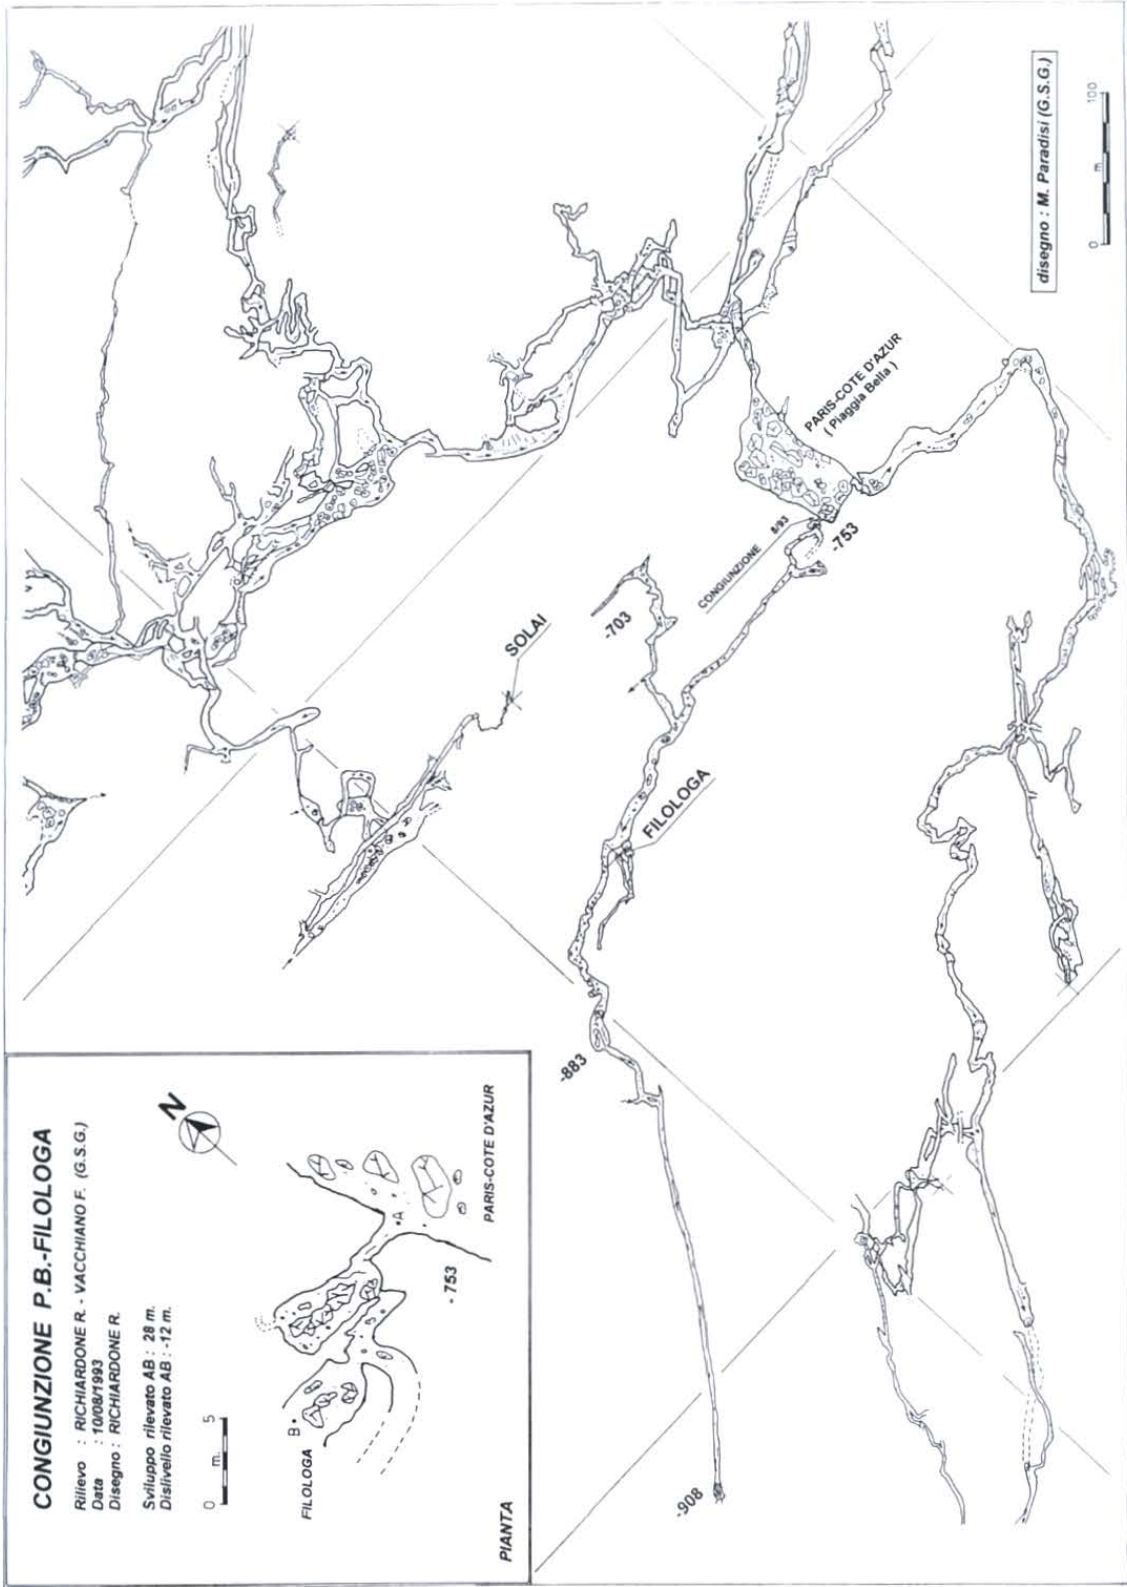 CONGIUNZIONE P.B.-FILOLOGA
Rilievo : RICHIARDONE R. - VACCHIANO F. (G.S.G.)
Data : 10/08/1993
Disegno : RICHIARDONE R.
Sviluppo rilevato AB : 28 m.
Dislivello rilevato AB : -12 m.
0 m. 5
N
FILOLOGA
B
A
- 753
PARIS-COTE D'AZUR
PIANTA
SOLAI
-703
CONGIUNZIONE 8/93
-753
PARIS-COTE D'AZUR
( Piaggia Bella )
FILOLOGA
-883
-908
disegno : M. Paradisi (G.S.G.)
0 m 100